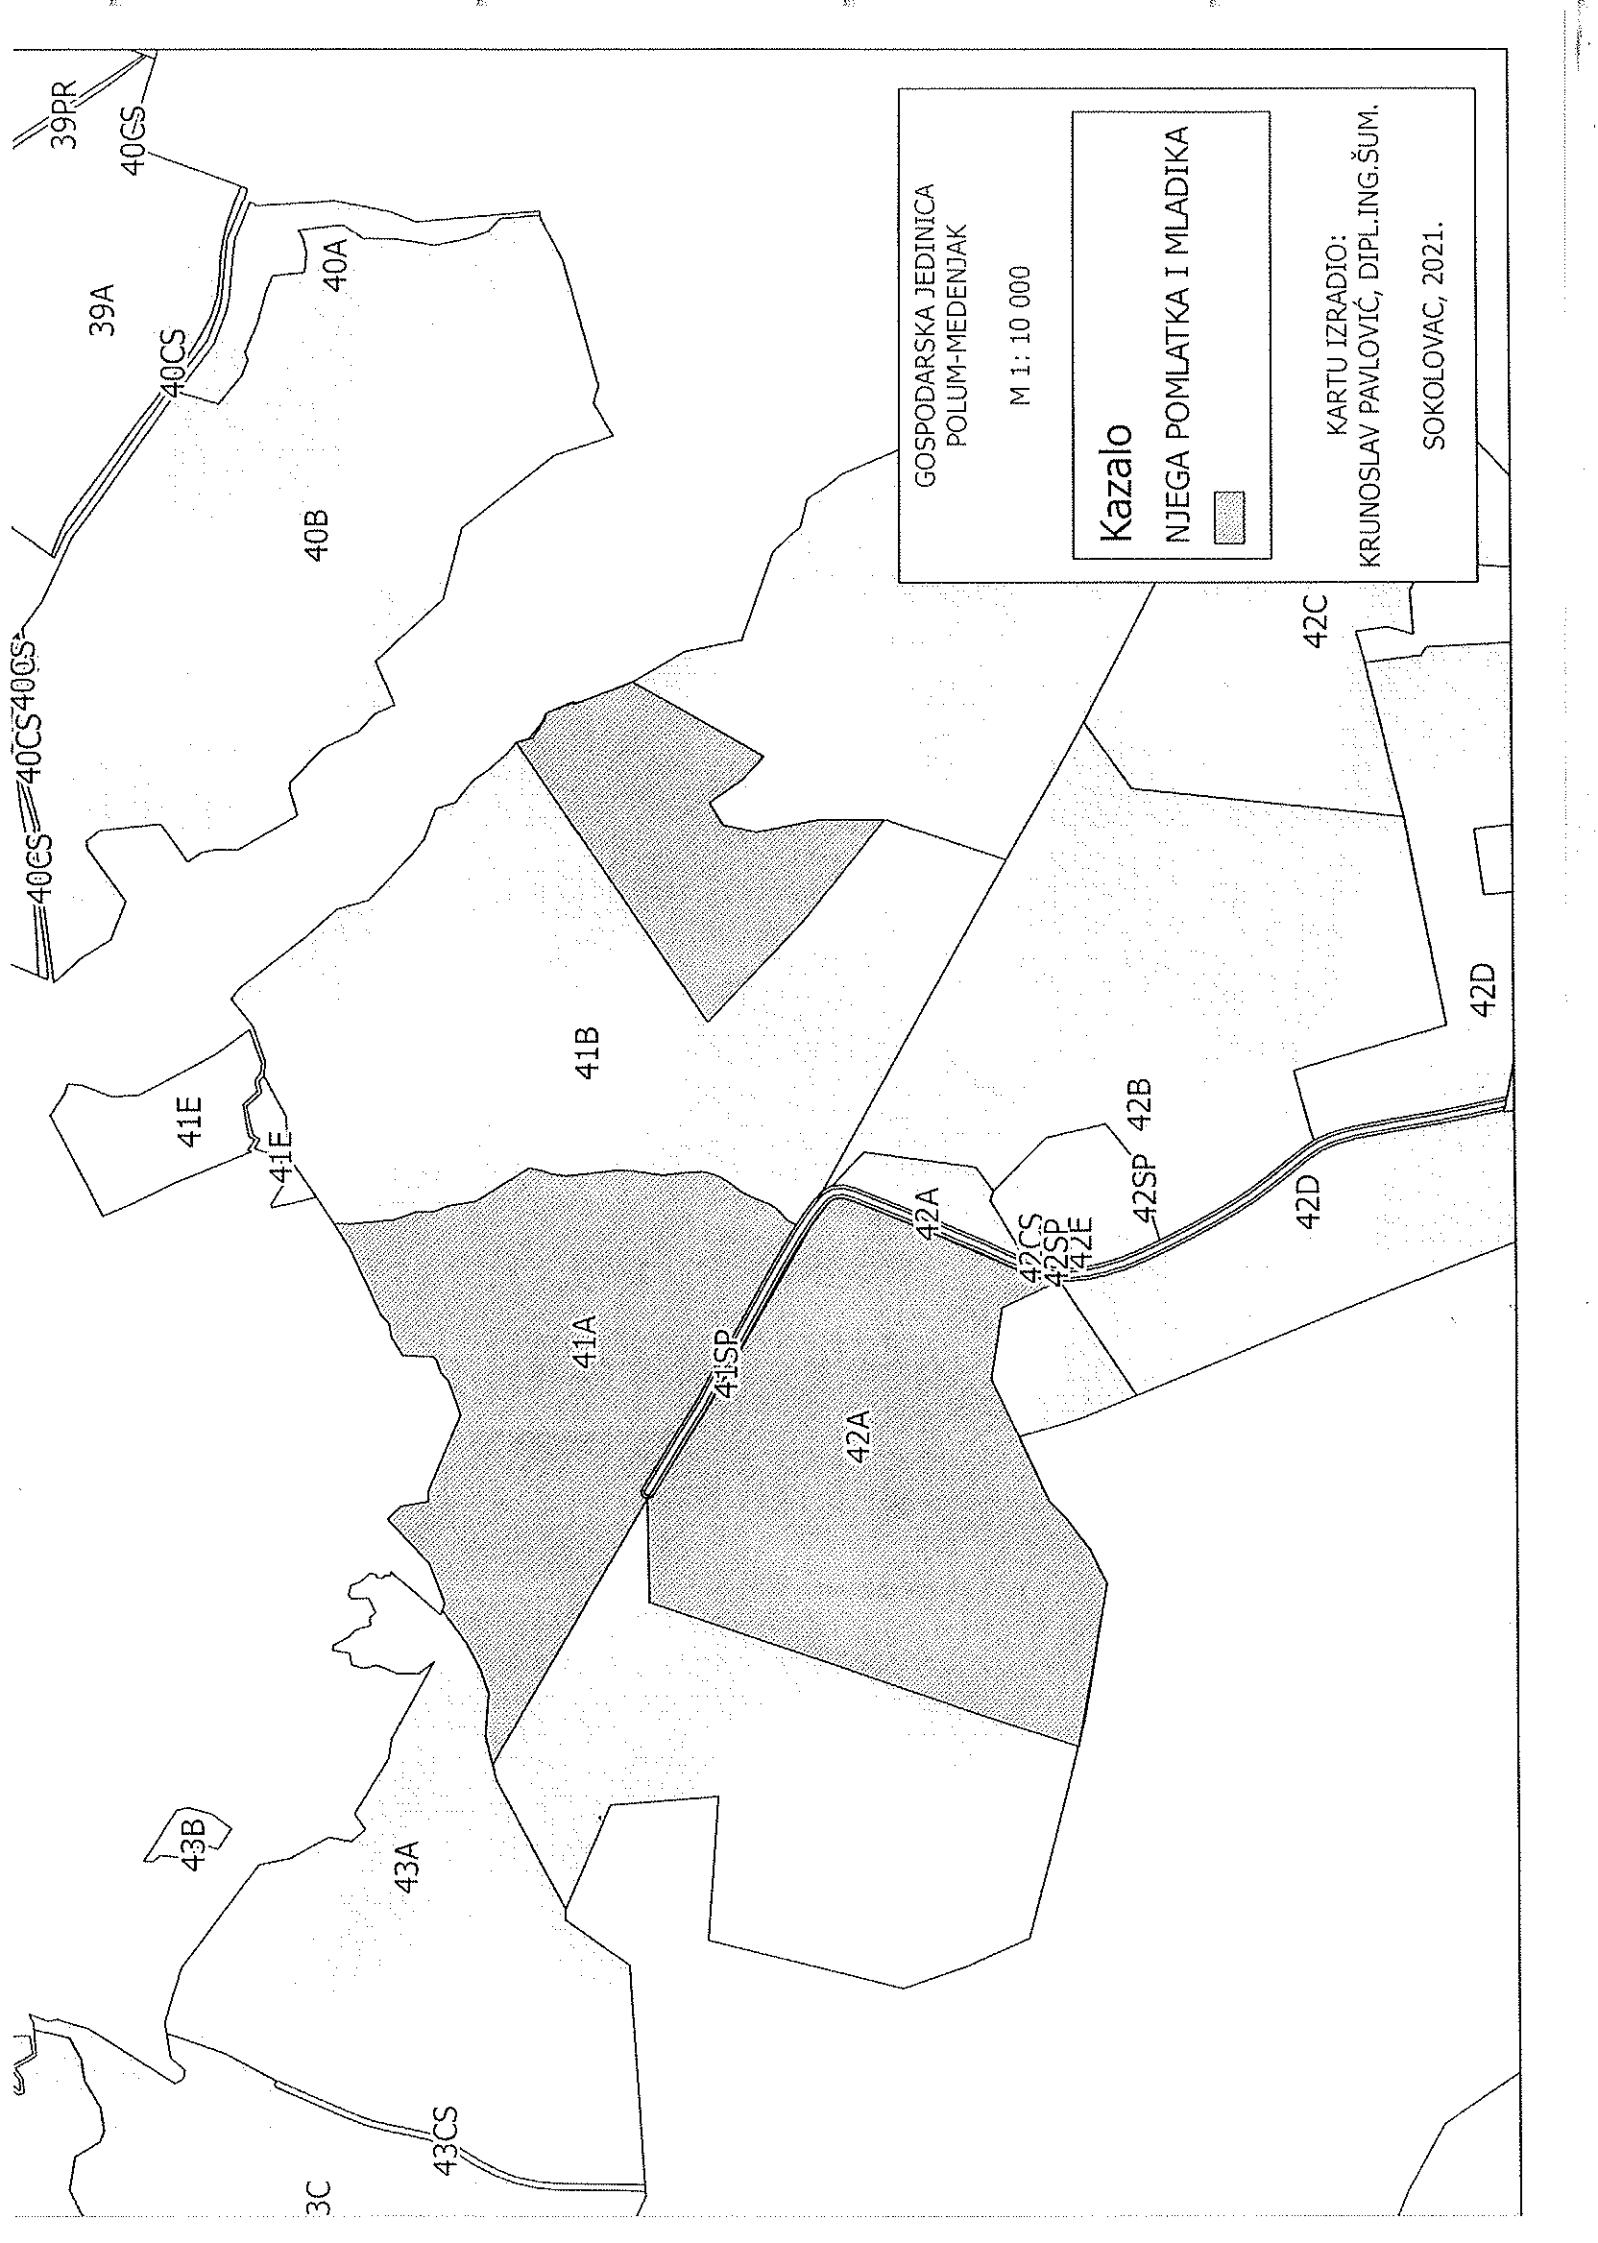 39PR
40CS
39A
40A
40CS
40B
40CS
40CS
40CS
41E
41E
41B
41A
41SP
42A
42A
42CS
42SP
42E
42SP
42B
42D
42D
42C
43B
43A
43CS
3C
GOSPODARSKA JEDINICA
POLUM-MEDENJAK
M 1: 10 000
Kazalo
NJEGA POMLATKA I MLADIKA
KARTU IZRADIO:
KRUNOSLAV PAVLOVIĆ, DIPL.ING.ŠUM.
SOKOLOVAC, 2021.